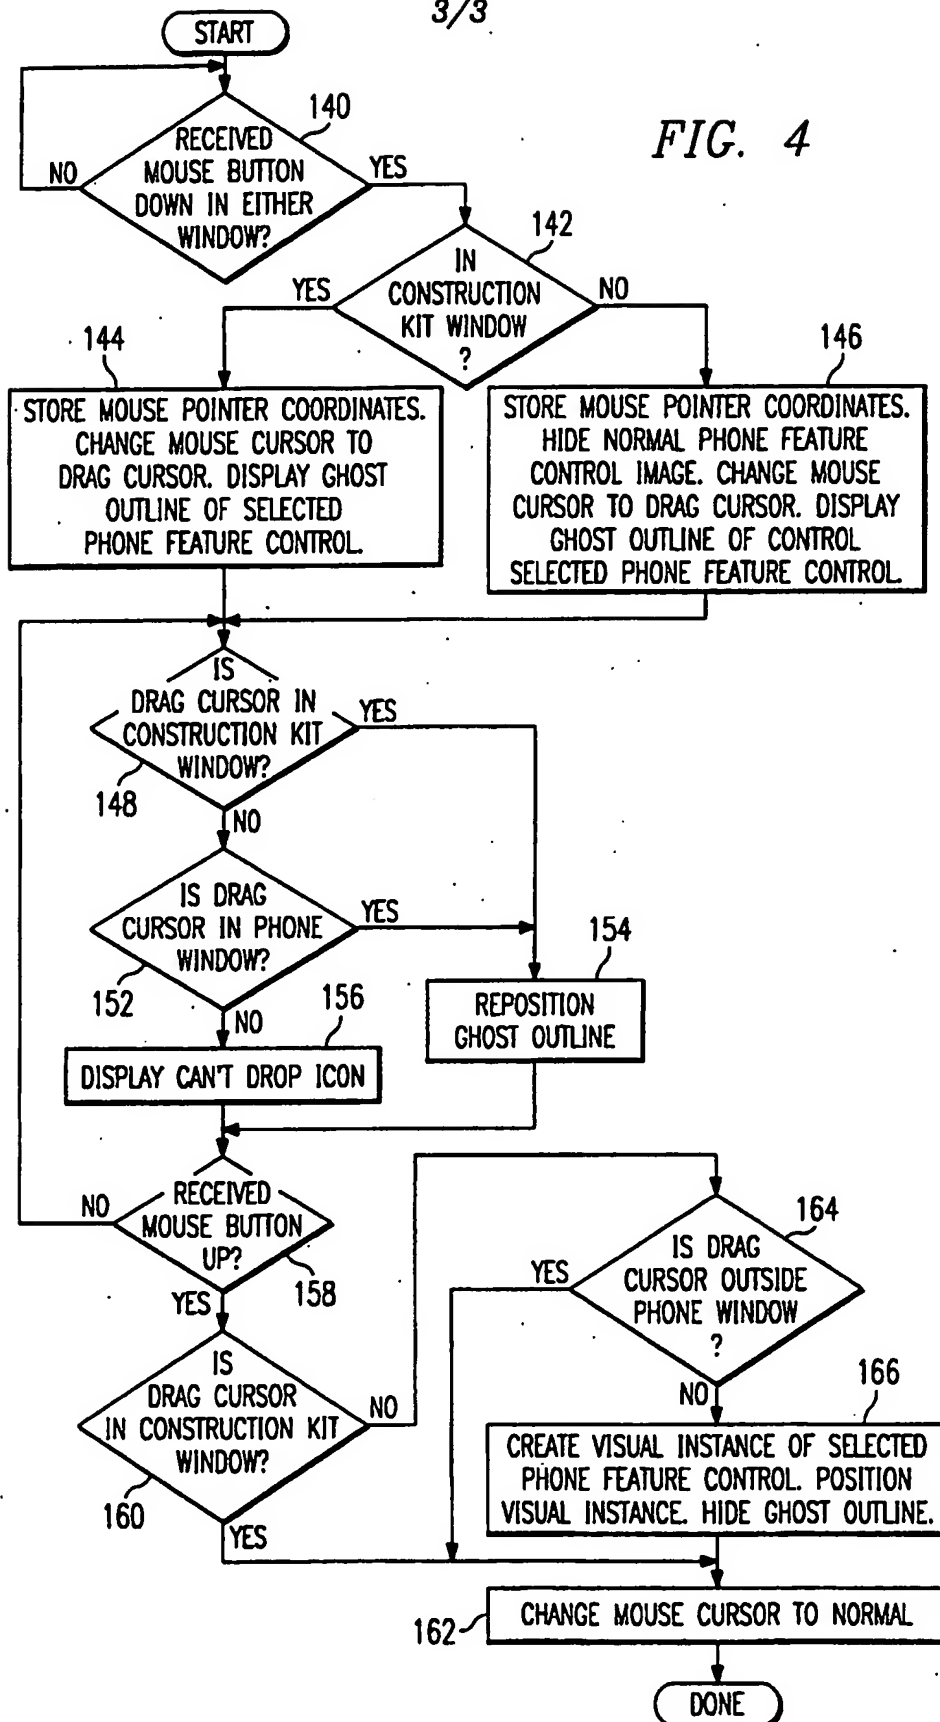 3/3
START
FIG. 4
140
RECEIVED
MOUSE BUTTON
DOWN IN EITHER
WINDOW?
NO
YES
142
IN
CONSTRUCTION
KIT WINDOW
?
YES
NO
144
STORE MOUSE POINTER COORDINATES.
CHANGE MOUSE CURSOR TO
DRAG CURSOR. DISPLAY GHOST
OUTLINE OF SELECTED
PHONE FEATURE CONTROL.
146
STORE MOUSE POINTER COORDINATES.
HIDE NORMAL PHONE FEATURE
CONTROL IMAGE. CHANGE MOUSE
CURSOR TO DRAG CURSOR. DISPLAY
GHOST OUTLINE OF CONTROL
SELECTED PHONE FEATURE CONTROL.
IS
DRAG CURSOR IN
CONSTRUCTION KIT
WINDOW?
YES
148
NO
IS DRAG
CURSOR IN PHONE
WINDOW?
YES
152
NO
154
REPOSITION
GHOST OUTLINE
156
DISPLAY CAN'T DROP ICON
RECEIVED
MOUSE BUTTON
UP?
NO
158
YES
IS
DRAG CURSOR
IN CONSTRUCTION KIT
WINDOW?
NO
160
YES
164
IS DRAG
CURSOR OUTSIDE
PHONE WINDOW
?
YES
NO
166
CREATE VISUAL INSTANCE OF SELECTED
PHONE FEATURE CONTROL. POSITION
VISUAL INSTANCE. HIDE GHOST OUTLINE.
162
CHANGE MOUSE CURSOR TO NORMAL
DONE